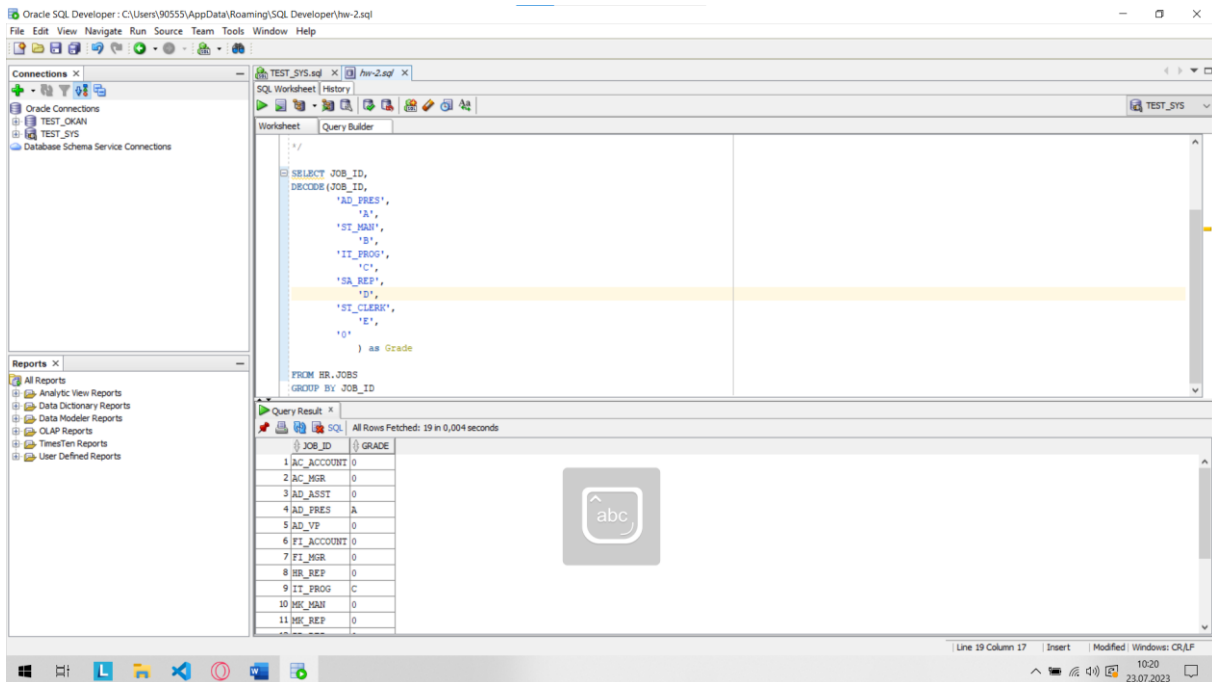 Oracle SQL Developer : C:\Users\90555\AppData\Roaming\SQL Developer\hw-2.sql
File Edit View Navigate Run Source Team Tools Window Help
Connections
Oracle Connections
TEST_OKAN
TEST_SYS
Database Schema Service Connections
Reports
All Reports
Analytic View Reports
Data Dictionary Reports
Data Modeler Reports
OLAP Reports
TimesTen Reports
User Defined Reports
TEST_SYS.sql hw-2.sql
SQL Worksheet History
TEST_SYS
Worksheet Query Builder
*/
SELECT JOB_ID,
DECODE(JOB_ID,
'AD_PRES',
'A',
'ST_MAN',
'B',
'IT_PROG',
'C',
'SA_REP',
'D',
'ST_CLERK',
'E',
'0'
) as Grade
FROM HR.JOBS
GROUP BY JOB_ID
Query Result
SQL All Rows Fetched: 19 in 0,004 seconds
JOB_ID GRADE
1 AC_ACCOUNT 0
2 AC_MGR 0
3 AD_ASST 0
4 AD_PRES A
5 AD_VP 0
6 FI_ACCOUNT 0
7 FI_MGR 0
8 HR_REP 0
9 IT_PROG C
10 MK_MAN 0
11 MK_REP 0
abc
Line 19 Column 17 Insert Modified Windows: CR/LF
L
W
10:20
23.07.2023